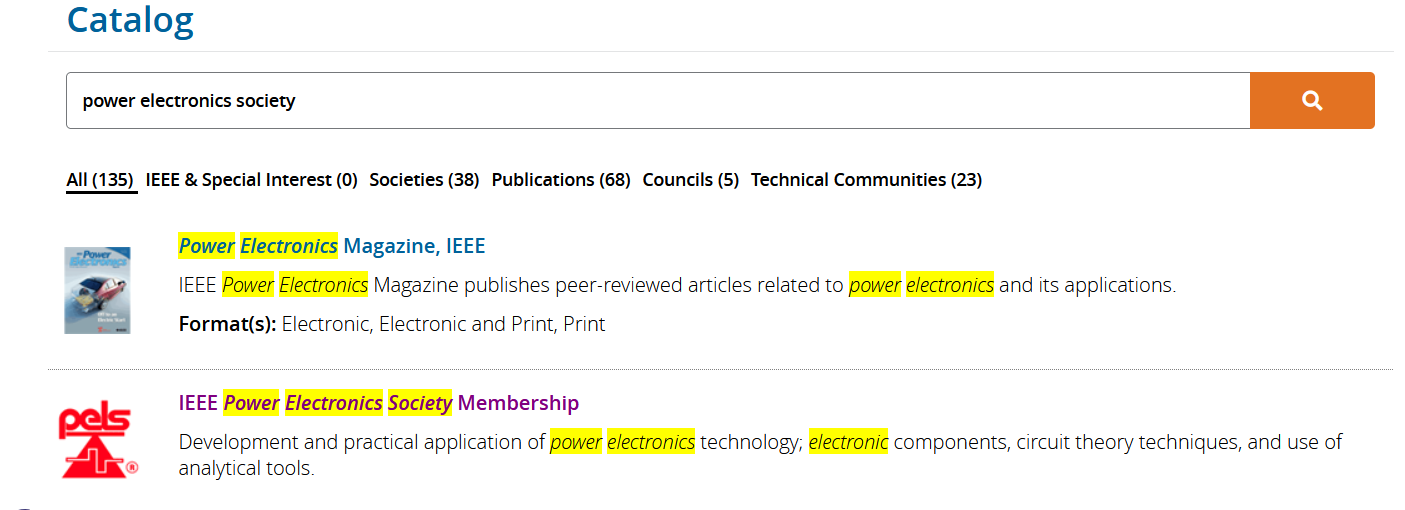 Catalog
power electronics society
All (135) IEEE & Special Interest (0) Societies (38) Publications (68) Councils (5) Technical Communities (23)
Power Electronics Magazine, IEEE
IEEE Power Electronics Magazine publishes peer-reviewed articles related to power electronics and its applications.
Format(s): Electronic, Electronic and Print, Print
Power
Electronics
IEEE Power Electronics Society Membership
pels
®
Development and practical application of power electronics technology; electronic components, circuit theory techniques, and use of
analytical tools.